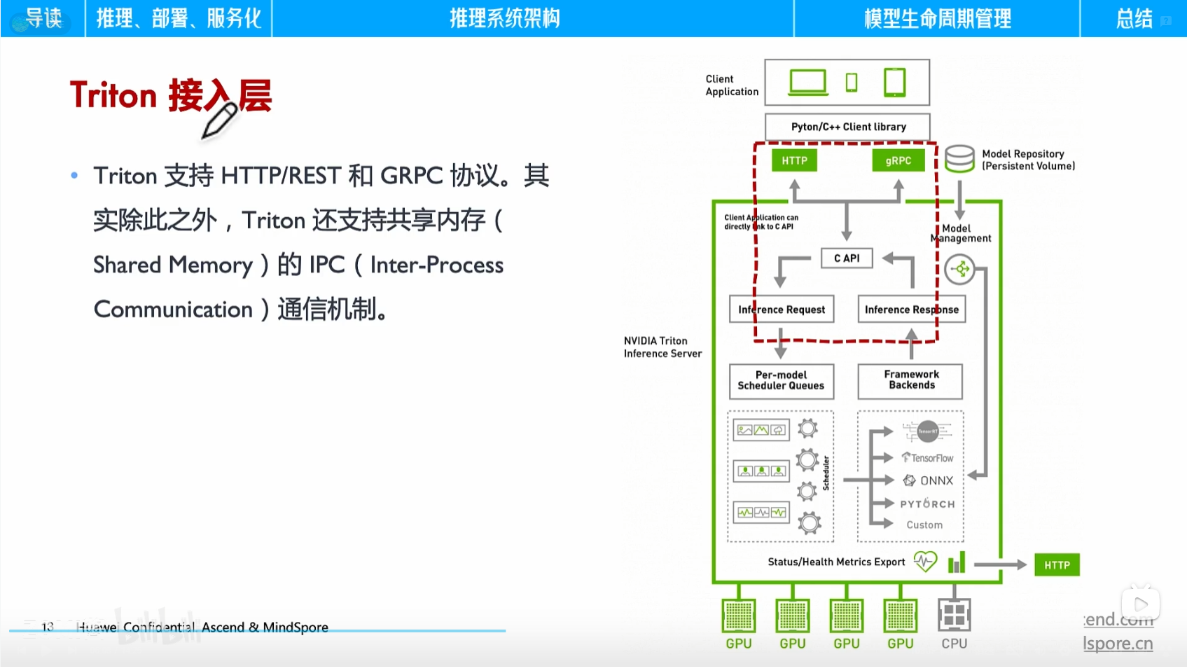 导读
推理、部署、服务化
推理系统架构
模型生命周期管理
总结
Triton 接入层
• Triton 支持 HTTP/REST 和 GRPC 协议。其
实除此之外，Triton 还支持共享内存（
Shared Memory）的 IPC（Inter-Process
Communication）通信机制。
Client
Application
Pyton/C++ Client library
HTTP
gRPC
Model Repository
(Persistent Volume)
Client Application can
directly link to C API
Model
Management
C API
Inference Request
Inference Response
NVIDIA Triton
Inference Server
Per-model
Scheduler Queues
Framework
Backends
Scheduler
TensorRT
TensorFlow
ONNX
PYTORCH
Custom
Status/Health Metrics Export
HTTP
GPU
GPU
GPU
GPU
CPU
13
Huawei Confidential Ascend & MindSpore
bilibili
cend.com
dspore.cn